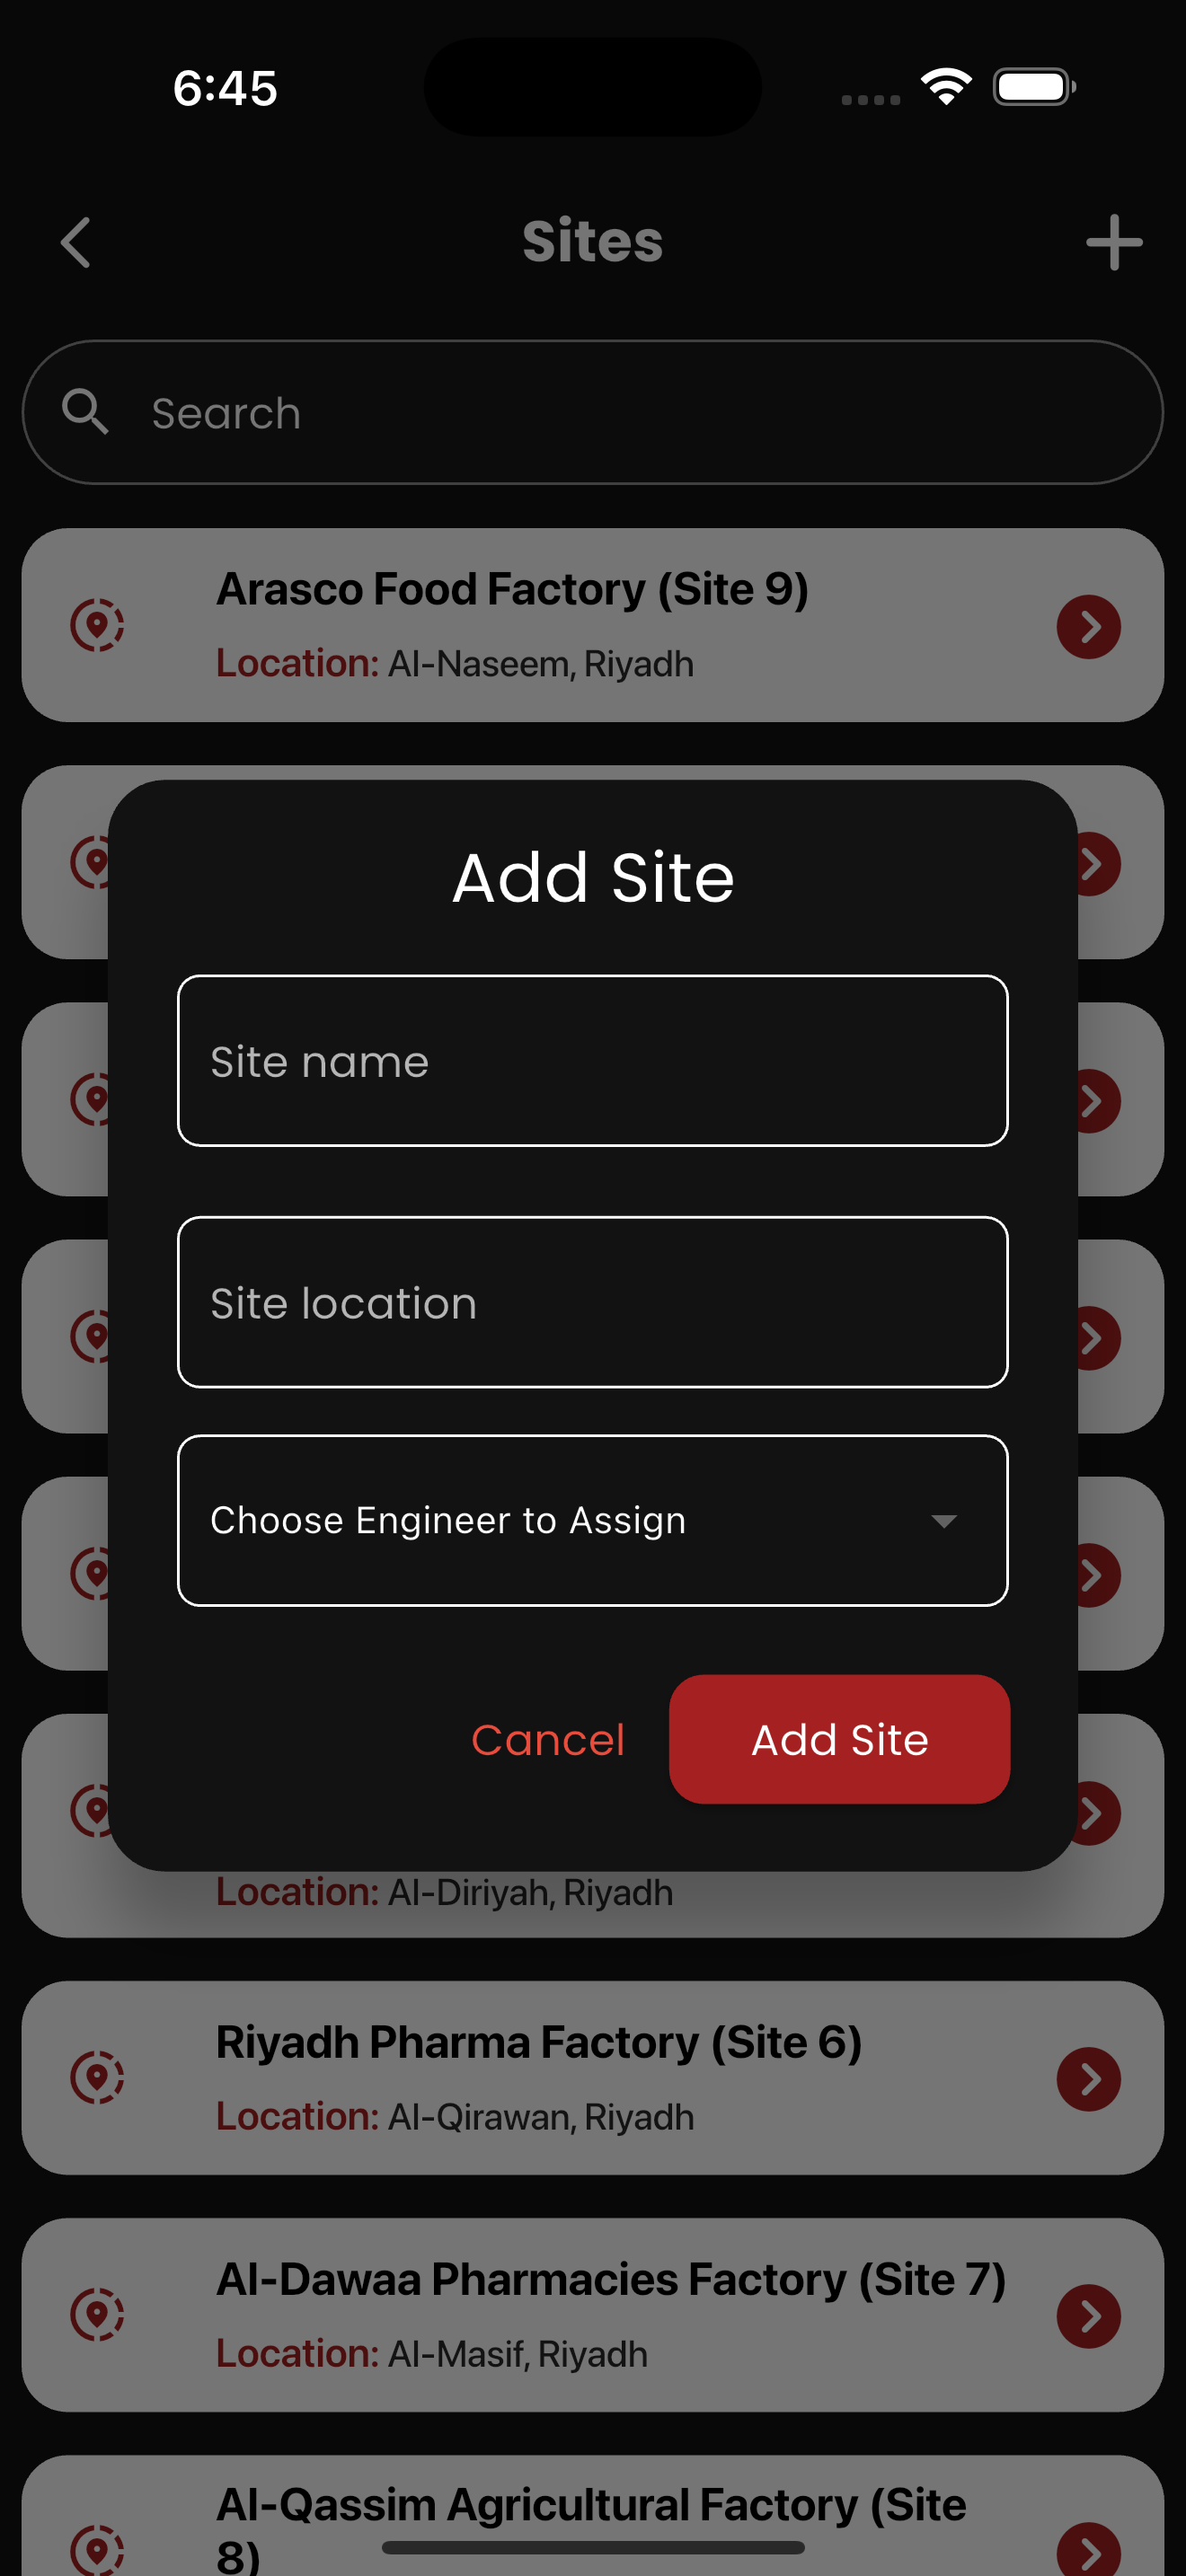 6:45
Sites
Search
Arasco Food Factory (Site 9)
Location: Al-Naseem, Riyadh
Add Site
Site name
Site location
Choose Engineer to Assign
Cancel
Add Site
Location: Al-Diriyah, Riyadh
Riyadh Pharma Factory (Site 6)
Location: Al-Qirawan, Riyadh
Al-Dawaa Pharmacies Factory (Site 7)
Location: Al-Masif, Riyadh
Al-Qassim Agricultural Factory (Site
8)